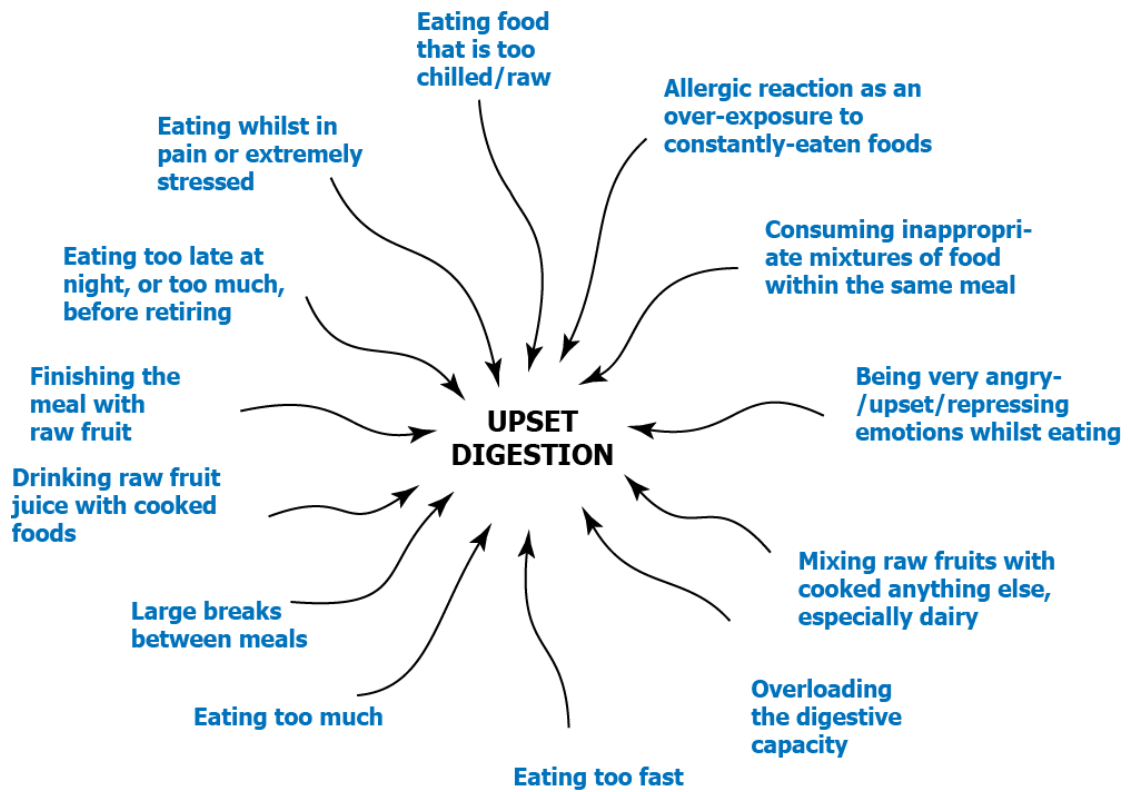 Eating food
that is too
chilled/raw
Allergic reaction as an
over-exposure to
constantly-eaten foods
Eating whilst in
pain or extremely
stressed
Consuming inappropri-
ate mixtures of food
within the same meal
Eating too late at
night, or too much,
before retiring
Finishing the
meal with
raw fruit
Being very angry-
/upset/repressing
emotions whilst eating
UPSET
DIGESTION
Drinking raw fruit
juice with cooked
foods
Mixing raw fruits with
cooked anything else,
especially dairy
Large breaks
between meals
Overloading
the digestive
capacity
Eating too much
Eating too fast